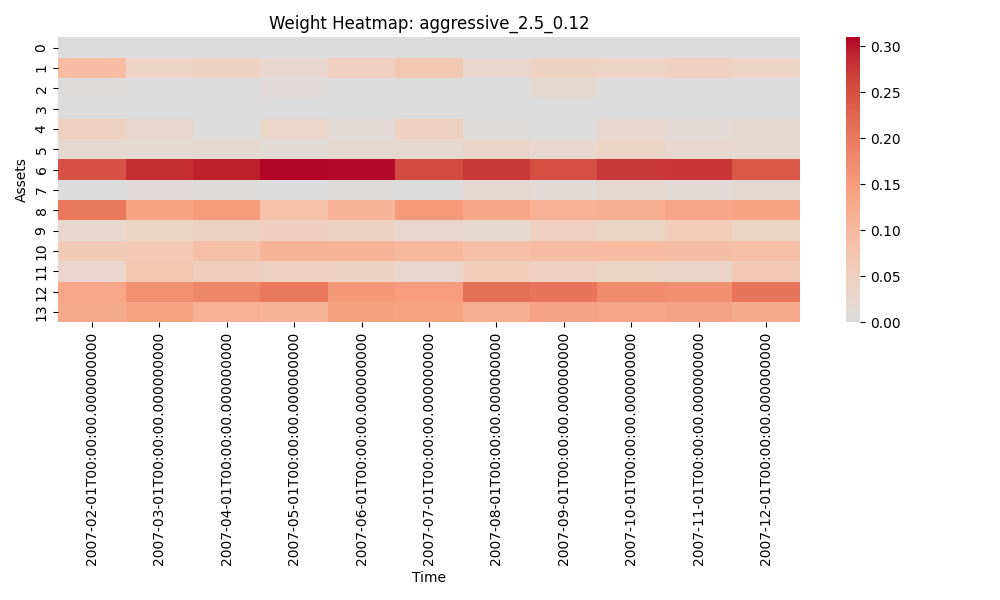 Weight Heatmap: aggressive_2.5_0.12
Assets
0
1
2
3
4
5
6
7
8
9
10
11
12
13
2007-02-01T00:00:00.000000000
2007-03-01T00:00:00.000000000
2007-04-01T00:00:00.000000000
2007-05-01T00:00:00.000000000
2007-06-01T00:00:00.000000000
2007-07-01T00:00:00.000000000
2007-08-01T00:00:00.000000000
2007-09-01T00:00:00.000000000
2007-10-01T00:00:00.000000000
2007-11-01T00:00:00.000000000
2007-12-01T00:00:00.000000000
Time
0.30
0.25
0.20
0.15
0.10
0.05
0.00